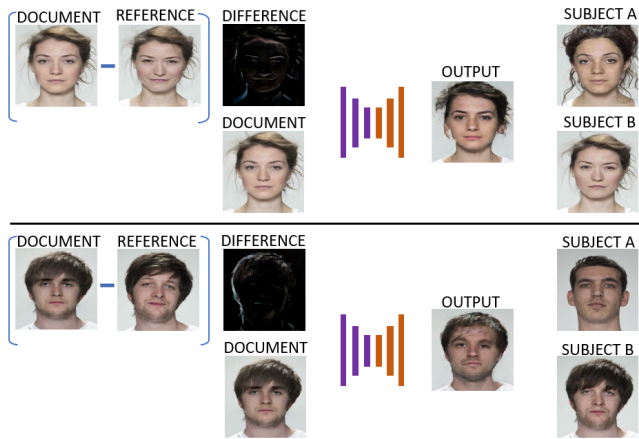 DOCUMENT REFERENCE DIFFERENCE SUBJECT A
OUTPUT
DOCUMENT SUBJECT B
DOCUMENT REFERENCE DIFFERENCE SUBJECT A
OUTPUT
DOCUMENT SUBJECT B